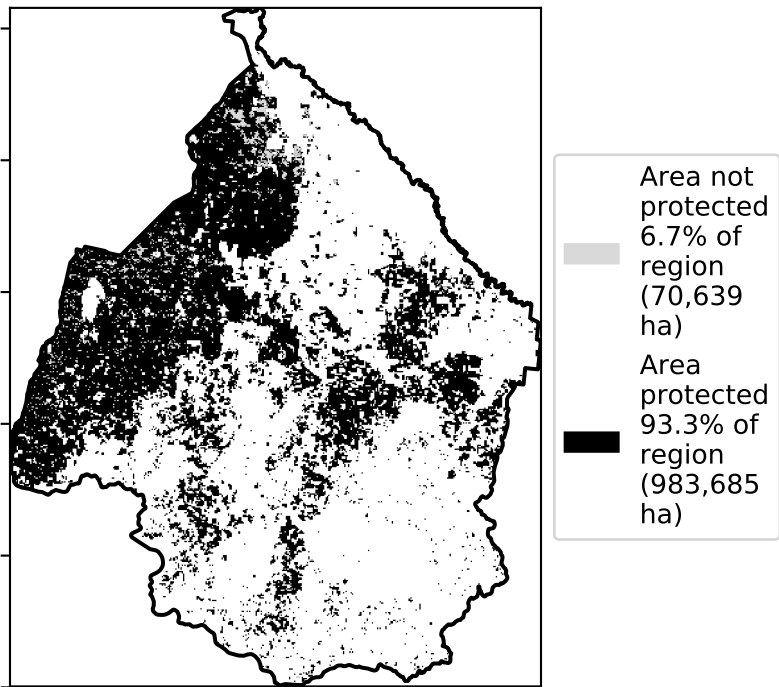 Area not
protected
6.7% of
region
(70,639
ha)
Area
protected
93.3% of
region
(983,685
ha)